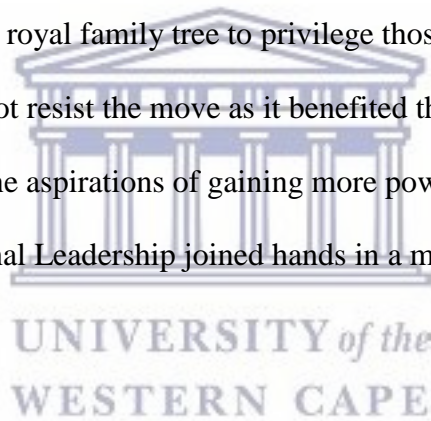 royal family tree to privilege thos
ot resist the move as it benefited th
ne aspirations of gaining more pow
nal Leadership joined hands in a m
UNIVERSITY of the
WESTERN CAPE